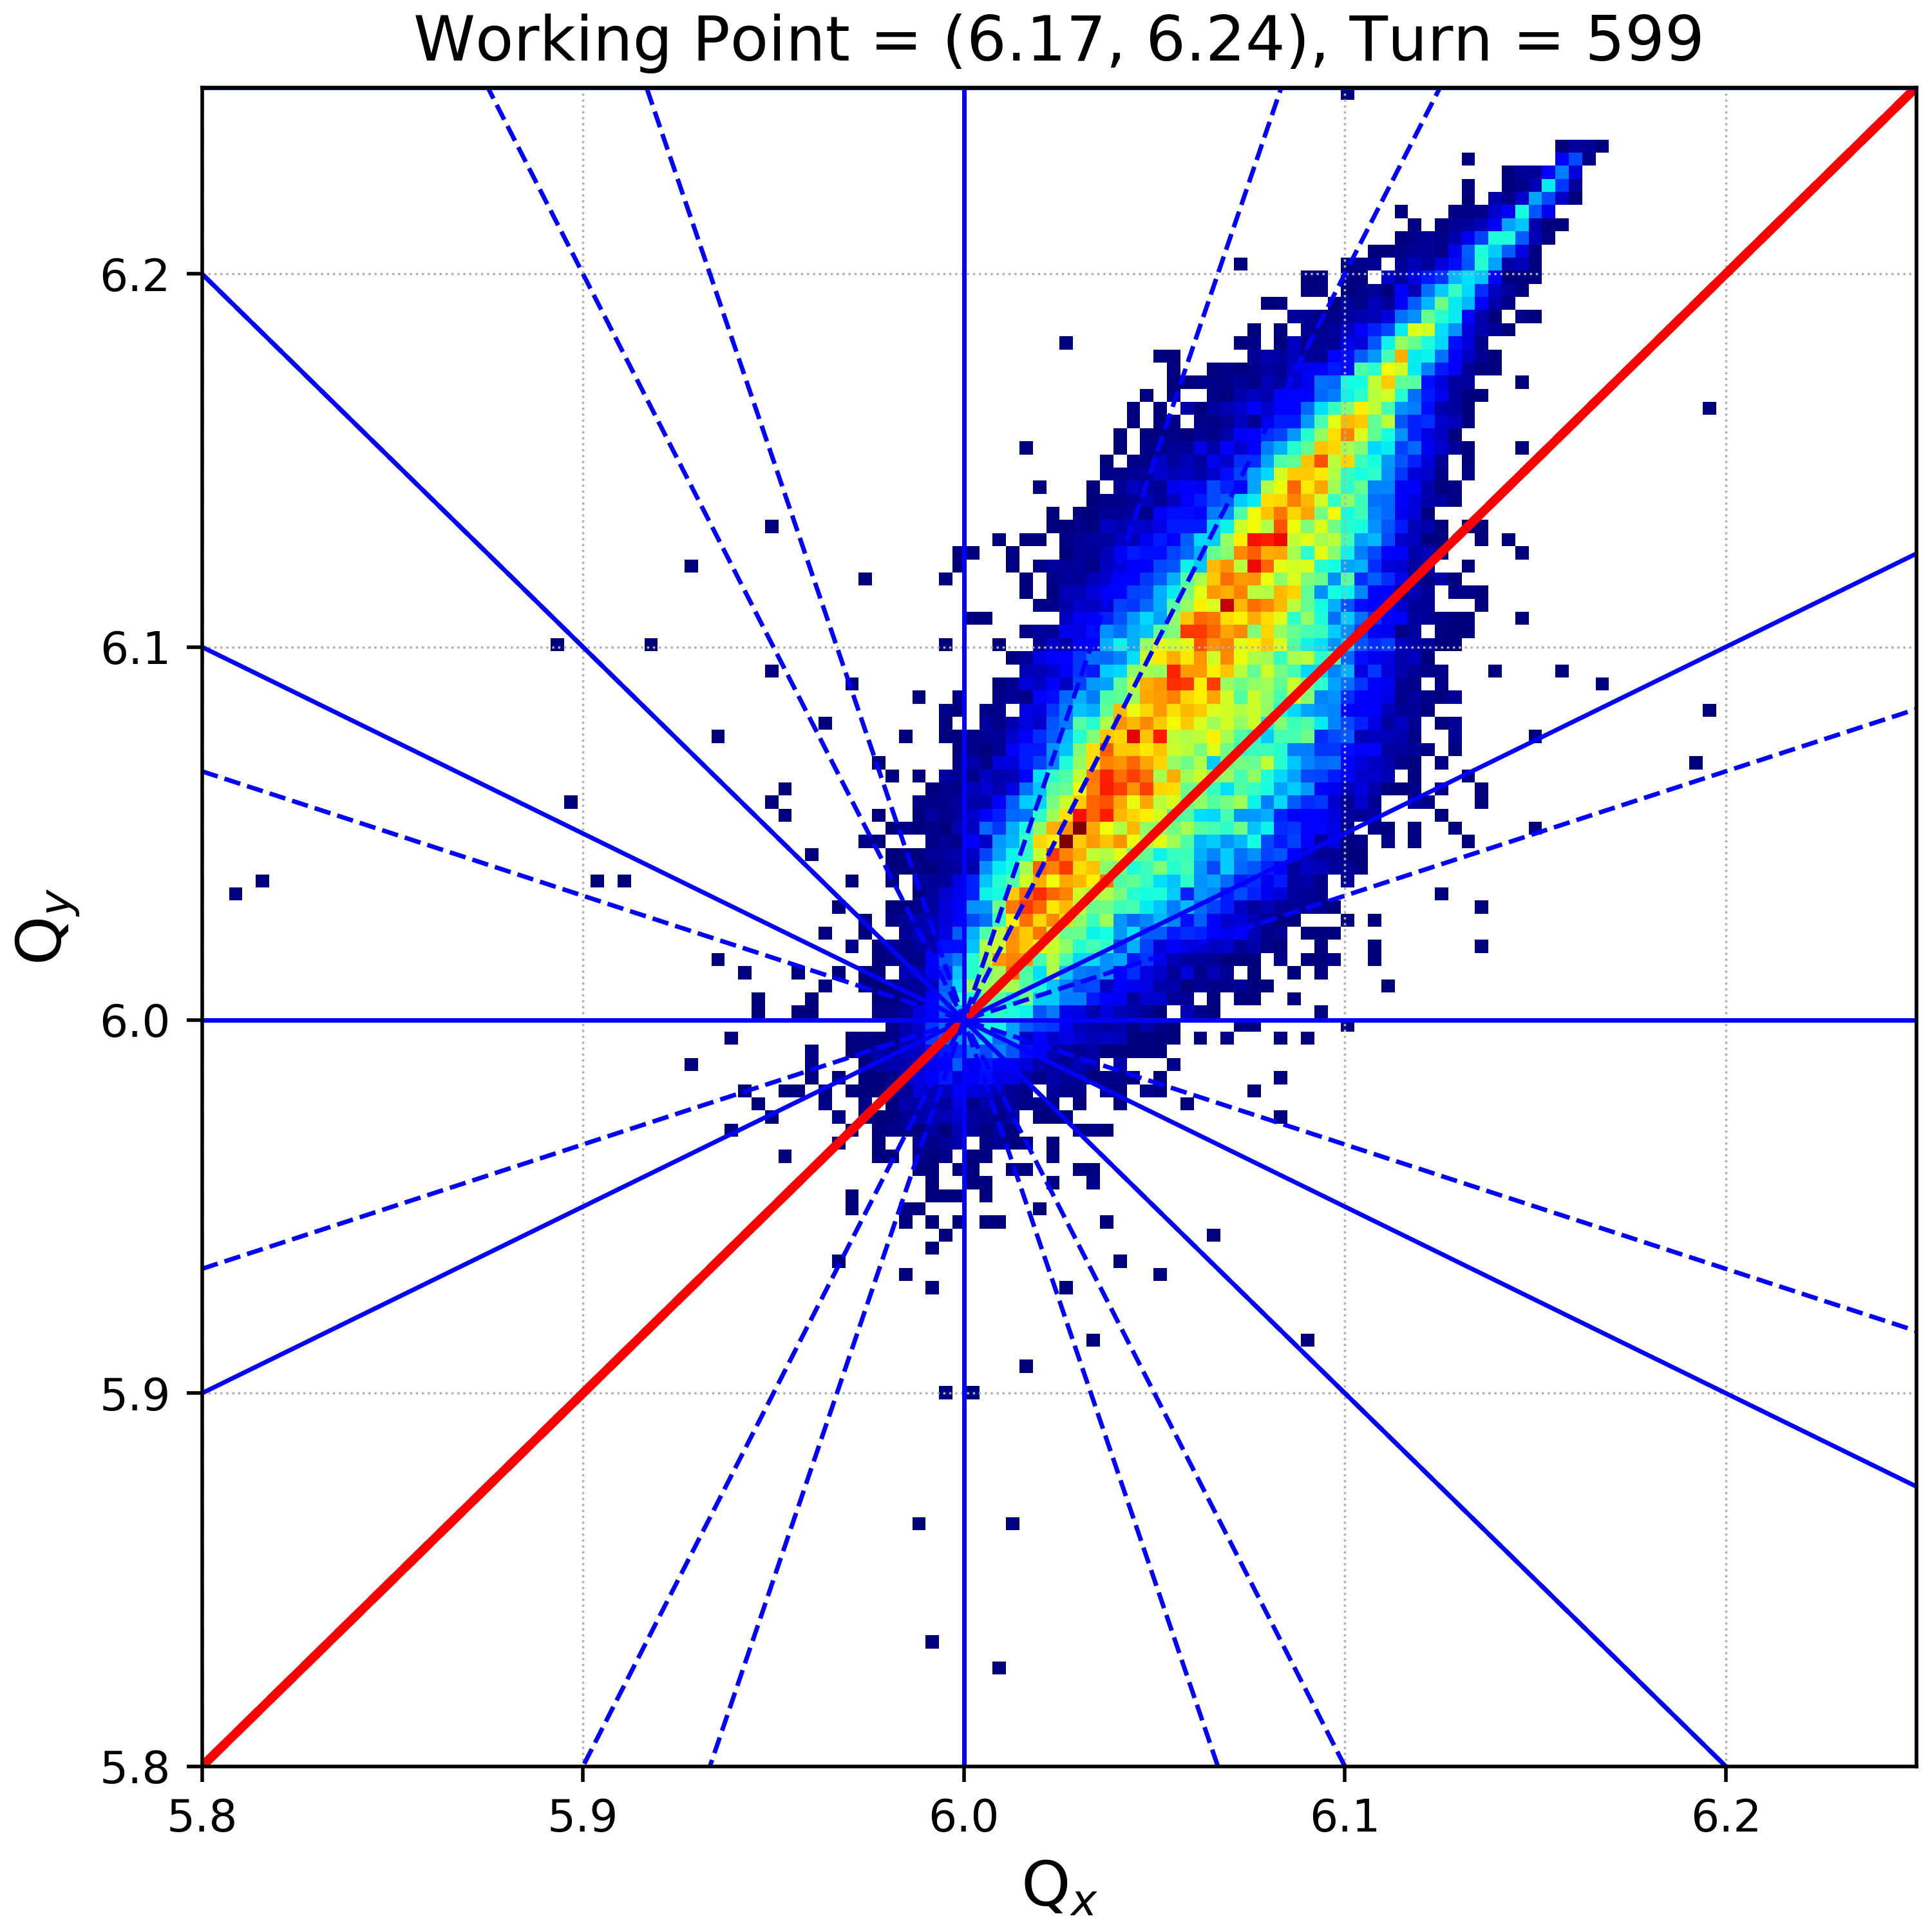 Working Point = (6.17, 6.24), Turn = 599
6.2
6.1
6.0
5.9
5.8
Qy
5.8 5.9 6.0 6.1 6.2
Qx